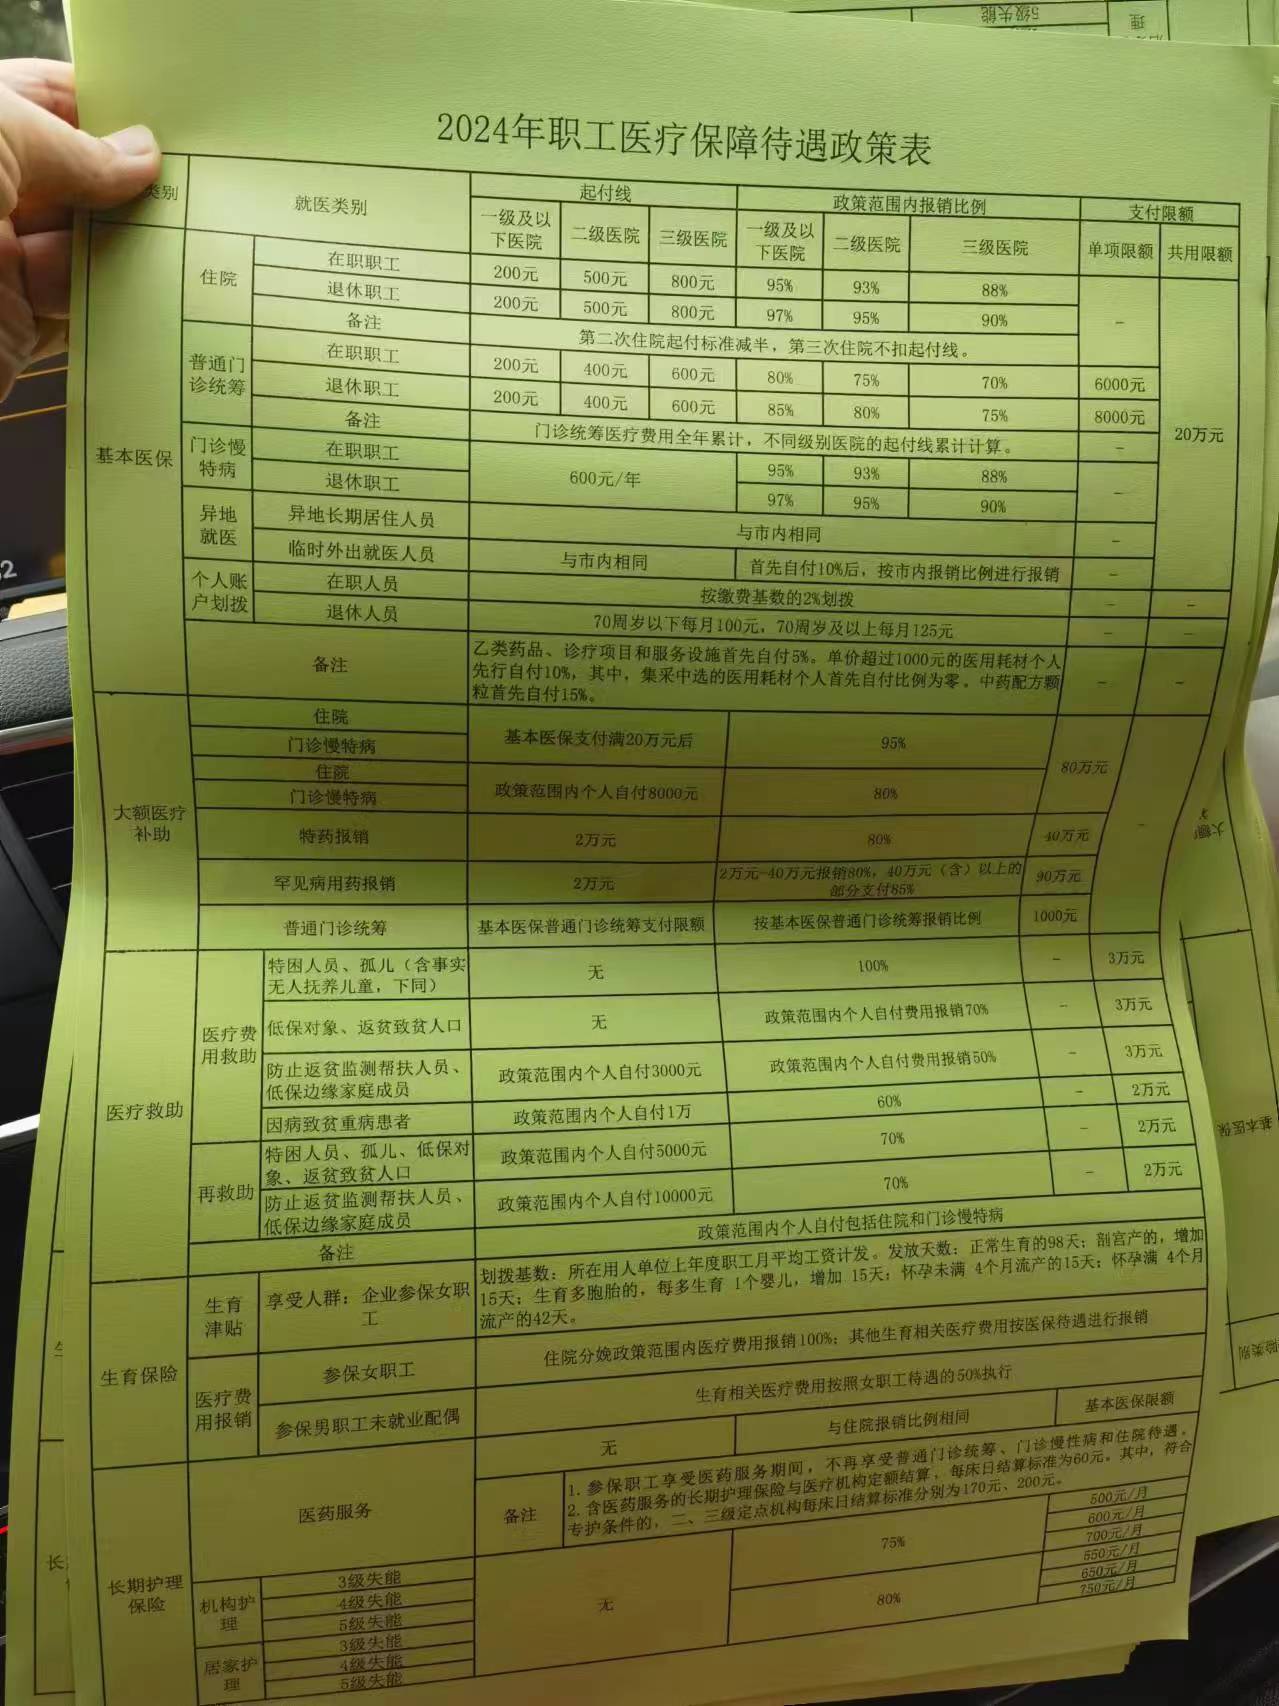 2024年职工医疗保障待遇政策表
类别
就医类别
起付线
政策范围内报销比例
支付限额
一级及以下医院
二级医院
三级医院
一级及以下医院
二级医院
三级医院
单项限额
共用限额
基本医保
住院
在职职工
200元
500元
800元
95%
93%
88%
-
20万元
退休职工
200元
500元
800元
97%
95%
90%
备注
第二次住院起付标准减半，第三次住院不扣起付线。
普通门诊统筹
在职职工
200元
400元
600元
80%
75%
70%
6000元
退休职工
200元
400元
600元
85%
80%
75%
8000元
备注
门诊统筹医疗费用全年累计，不同级别医院的起付线累计计算。
-
门诊慢特病
在职职工
600元/年
95%
93%
88%
-
退休职工
97%
95%
90%
异地就医
异地长期居住人员
与市内相同
-
临时外出就医人员
与市内相同
首先自付10%后，按市内报销比例进行报销
-
个人账户划拨
在职人员
按缴费基数的2%划拨
-
-
退休人员
70周岁以下每月100元，70周岁及以上每月125元
-
-
备注
乙类药品、诊疗项目和服务设施首先自付5%。单价超过1000元的医用耗材个人
先行自付10%，其中，集采中选的医用耗材个人首先自付比例为零。中药配方颗
粒首先自付15%。
-
-
大额医疗补助
住院
门诊慢特病
基本医保支付满20万元后
95%
80万元
-
住院
门诊慢特病
政策范围内个人自付8000元
80%
特药报销
2万元
80%
40万元
罕见病用药报销
2万元
2万元-40万元报销80%，40万元（含）以上的
部分支付85%
90万元
普通门诊统筹
基本医保普通门诊统筹支付限额
按基本医保普通门诊统筹报销比例
1000元
医疗救助
医疗费用救助
特困人员、孤儿（含事实
无人抚养儿童，下同）
无
100%
-
3万元
低保对象、返贫致贫人口
无
政策范围内个人自付费用报销70%
-
3万元
防止返贫监测帮扶人员、
低保边缘家庭成员
政策范围内个人自付3000元
政策范围内个人自付费用报销50%
-
3万元
因病致贫重病患者
政策范围内个人自付1万
60%
-
2万元
再救助
特困人员、孤儿、低保对
象、返贫致贫人口
政策范围内个人自付5000元
70%
-
2万元
防止返贫监测帮扶人员、
低保边缘家庭成员
政策范围内个人自付10000元
70%
-
2万元
备注
政策范围内个人自付包括住院和门诊慢特病
生育保险
生育津贴
享受人群：企业参保女职
工
划拨基数：所在用人单位上年度职工月平均工资计发。发放天数：正常生育的98天；剖宫产的，增加
15天；生育多胞胎的，每多生育 1个婴儿，增加 15天；怀孕未满 4个月流产的15天；怀孕满 4个月
流产的42天。
医疗费用报销
参保女职工
住院分娩政策范围内医疗费用报销100%；其他生育相关医疗费用按医保待遇进行报销
参保男职工未就业配偶
生育相关医疗费用按照女职工待遇的50%执行
长期护理保险
医药服务
无
与住院报销比例相同
基本医保限额
备注
1. 参保职工享受医药服务期间，不再享受普通门诊统筹、门诊慢性病和住院待遇。
2. 含医药服务的长期护理保险与医疗机构定额结算，每床日结算标准为60元。其中，符合
专护条件的，二、三级定点机构每床日结算标准分别为170元、200元。
机构护理
3级失能
4级失能
5级失能
无
75%
500元/月
600元/月
700元/月
居家护理
3级失能
4级失能
5级失能
80%
550元/月
650元/月
750元/月